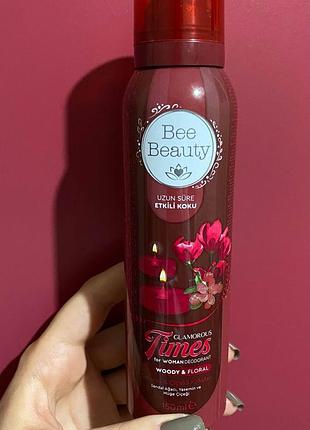 Bee
Beauty
UZUN SÜRE
ETKİLİ KOKU
GLAMOROUS
Times
for WOMAN DEODORANT
WOODY & FLORAL
Sandal Ağacı, Yasemin ve
Müge Çiçeği
150ml e